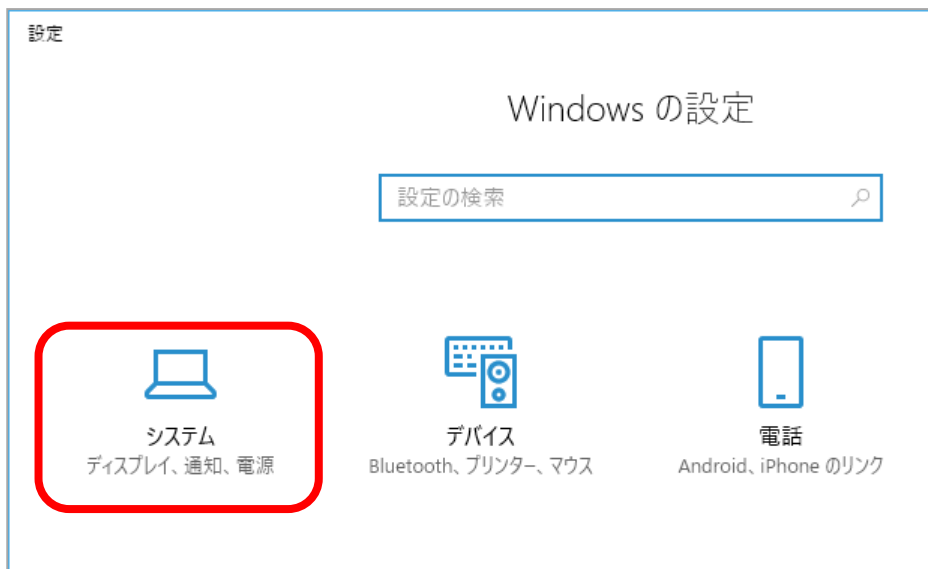 設定
Windows の設定
設定の検索
システム
ディスプレイ、通知、電源
デバイス
Bluetooth、プリンター、マウス
電話
Android、iPhone のリンク